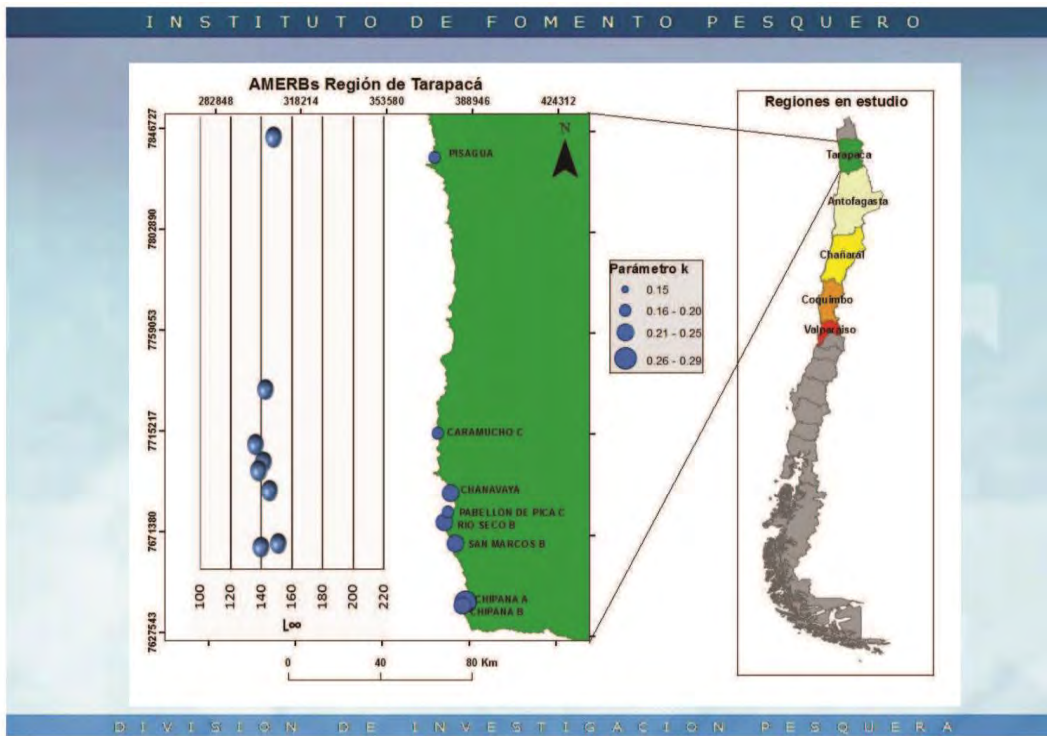 INSTITUTO DE FOMENTO PESQUERO
AMERBs Región de Tarapacá
282848 318214 353580 388946 424312
7846727
7802890
7759053
7715217
7671380
7627543
100 120 140 160 180 200 220
L∞
N
PISAGUA
CARAMUCHO C
CHANAVAYA
PABELLON DE PICA C
RIO SECO B
SAN MARCOS B
CHIPANA A
CHIPANA B
0 40 80 Km
Parámetro k
0.15
0.16 - 0.20
0.21 - 0.25
0.26 - 0.29
Regiones en estudio
Tarapaca
Antofagasta
Chañaral
Coquimbo
Valparaiso
DIVISION DE INVESTIGACION PESQUERA